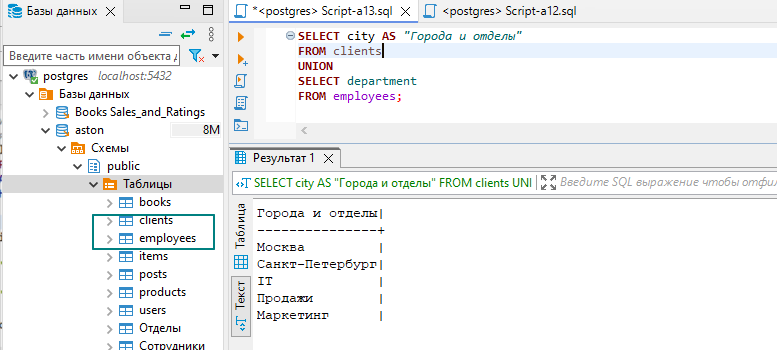 Базы данных
*<postgres> Script-a13.sql
<postgres> Script-a12.sql
Введите часть имени объекта д
postgres localhost:5432
Базы данных
Books Sales_and_Ratings
aston 8M
Схемы
public
Таблицы
books
clients
employees
items
posts
products
users
Отделы
Сотрудники
SELECT city AS "Города и отделы"
FROM clients
UNION
SELECT department
FROM employees;
Результат 1
SELECT city AS "Города и отделы" FROM clients UNI
Введите SQL выражение чтобы отфил
Таблица
Текст
Города и отделы|
---------------+
Москва |
Санкт-Петербург|
IT |
Продажи |
Маркетинг |